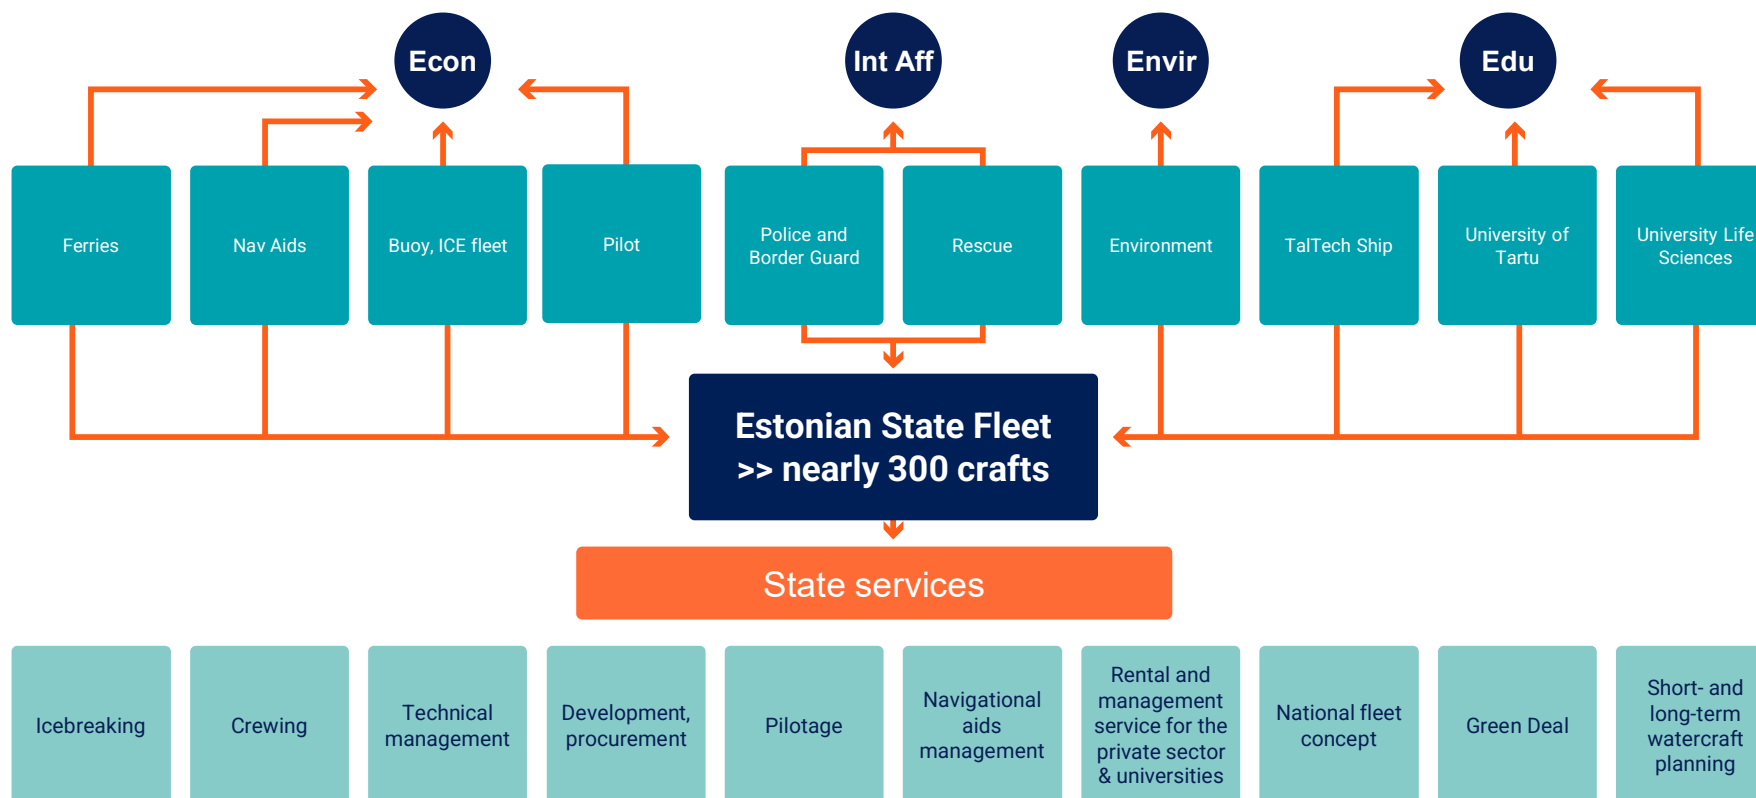 Econ
Int Aff
Envir
Edu
Ferries
Nav Aids
Buoy, ICE fleet
Pilot
Police and
Border Guard
Rescue
Environment
TalTech Ship
University of
Tartu
University Life
Sciences
Estonian State Fleet
>> nearly 300 crafts
State services
Icebreaking
Crewing
Technical
management
Development,
procurement
Pilotage
Navigational
aids
management
Rental and
management
service for the
private sector
& universities
National fleet
concept
Green Deal
Short- and
long-term
watercraft
planning